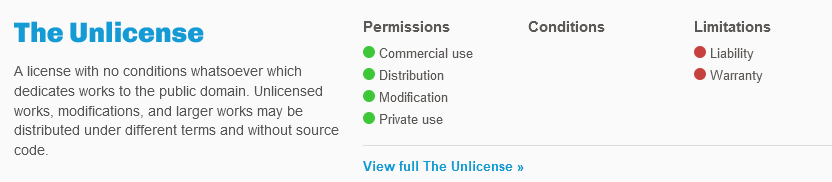 The Unlicense
A license with no conditions whatsoever which
dedicates works to the public domain. Unlicensed
works, modifications, and larger works may be
distributed under different terms and without source
code.
Permissions
Commercial use
Distribution
Modification
Private use
Conditions
Limitations
Liability
Warranty
View full The Unlicense »